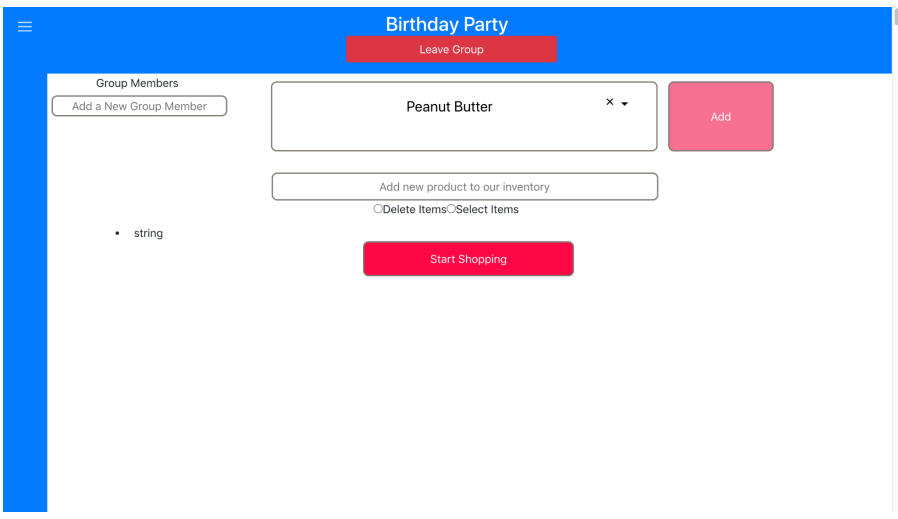 Birthday Party
Leave Group
Group Members
Add a New Group Member
Peanut Butter
Add
Add new product to our inventory
Delete Items Select Items
string
Start Shopping